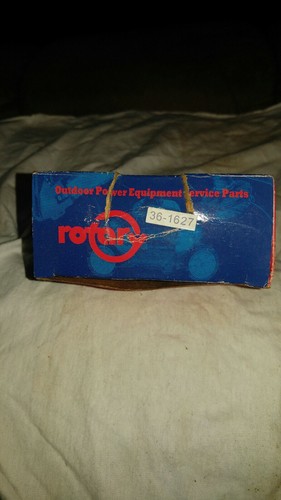 Outdoor Power Equipment Service Parts
rotary
36-1627